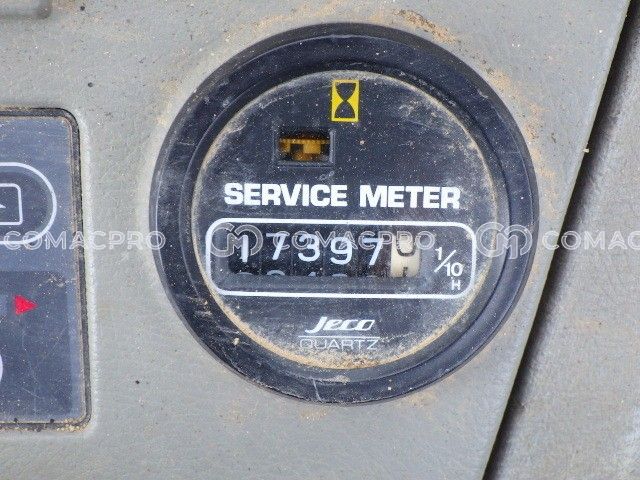 SERVICE METER
17397 1/10 H
Jeco
QUARTZ
COMACPRO COMACPRO COMACPRO